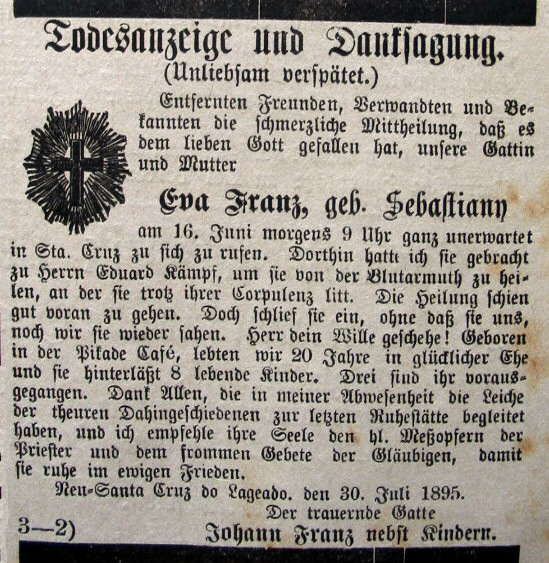 Todesanzeige und Danksagung.
(Unliebsam verspätet.)
Entfernten Freunden, Verwandten und Be-
kannten die schmerzliche Mittheilung, daß es
dem lieben Gott gefallen hat, unsere Gattin
und Mutter
Eva Franz, geb. Sebastiany
am 16. Juni morgens 9 Uhr ganz unerwartet
in Sta. Cruz zu sich zu rufen. Dorthin hatte ich sie gebracht
zu Herrn Eduard Kämpf, um sie von der Blutarmuth zu hei-
len, an der sie trotz ihrer Corpulenz litt. Die Heilung schien
gut voran zu gehen. Doch schlief sie ein, ohne daß sie uns,
noch wir sie wieder sahen. Herr dein Wille geschehe! Geboren
in der Pikade Café, lebten wir 20 Jahre in glücklicher Ehe
und sie hinterläßt 8 lebende Kinder. Drei sind ihr voraus-
gegangen. Dank Allen, die in meiner Abwesenheit die Leiche
der theuren Dahingeschiedenen zur letzten Ruhestätte begleitet
haben, und ich empfehle ihre Seele den hl. Meßopfern der
Priester und dem frommen Gebete der Gläubigen, damit
sie ruhe im ewigen Frieden.
Neu-Santa Cruz do Lageado. den 30. Juli 1895.
Der trauernde Gatte
3—2) Johann Franz nebst Kindern.